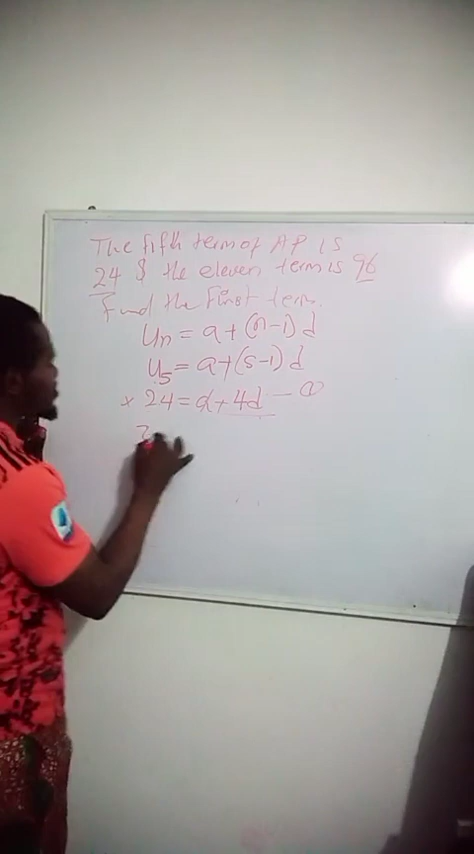 The fifth term of AP is
24 & the eleven term is 96
find the first term.
Un = a+(n-1)d
U5 = a+(5-1)d
× 24 = a+4d — ①